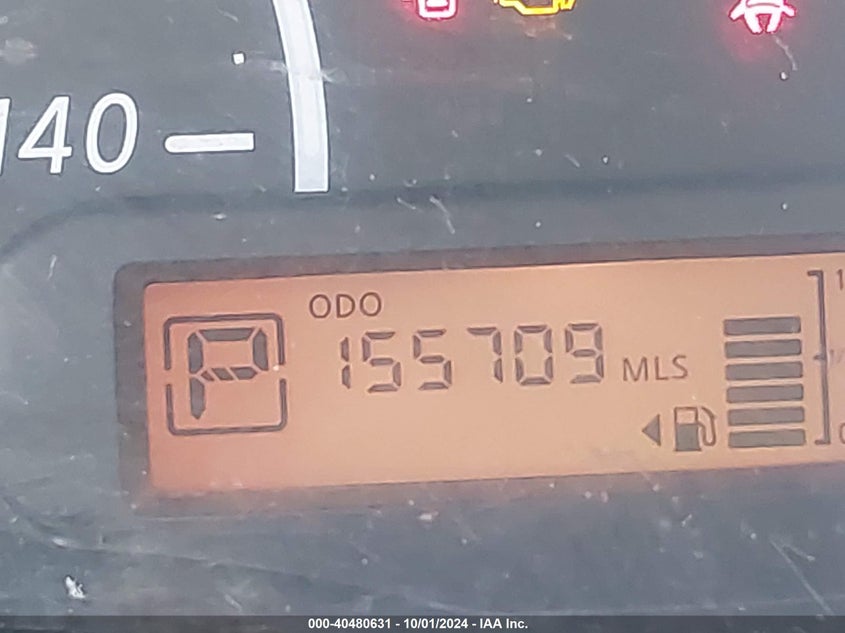 140
ODO
P 155709 MLS
000-40480631 - 10/01/2024 - IAA Inc.